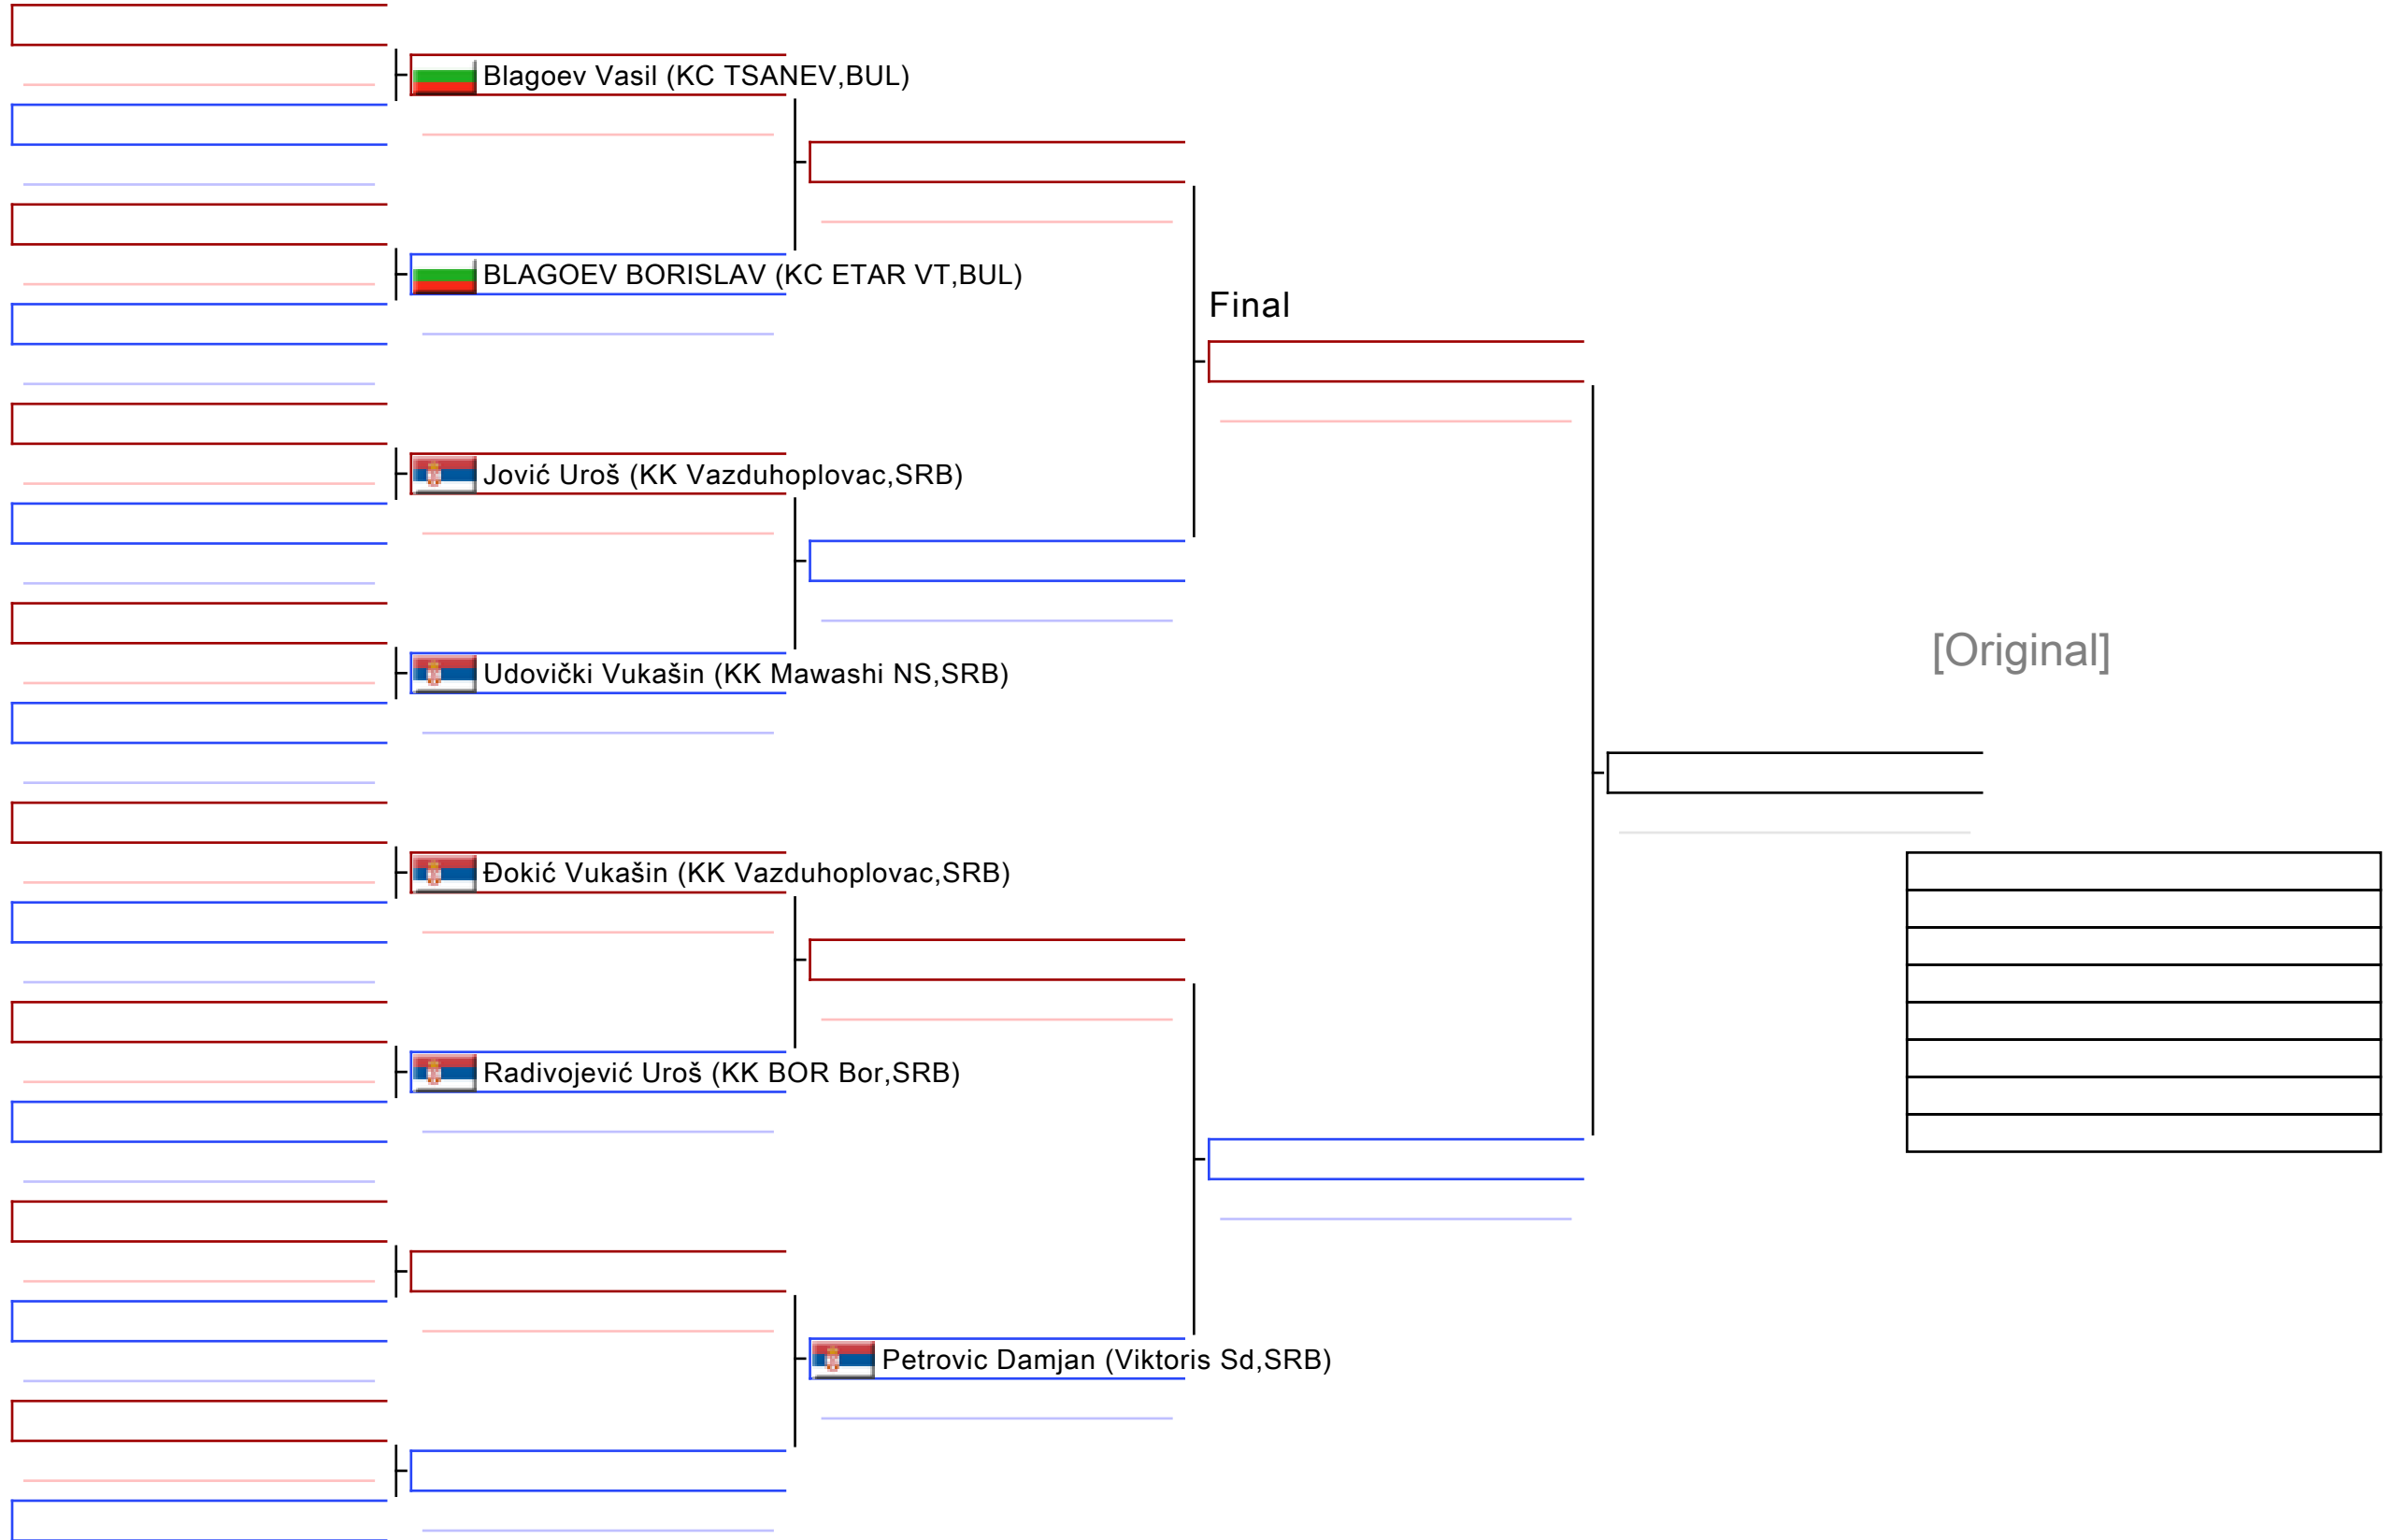 Blagoev Vasil (KC TSANEV,BUL)
BLAGOEV BORISLAV (KC ETAR VT,BUL)
Final
Jović Uroš (KK Vazduhoplovac,SRB)
[Original]
Udovički Vukašin (KK Mawashi NS,SRB)
Đokić Vukašin (KK Vazduhoplovac,SRB)
Radivojević Uroš (KK BOR Bor,SRB)
Petrovic Damjan (Viktoris Sd,SRB)